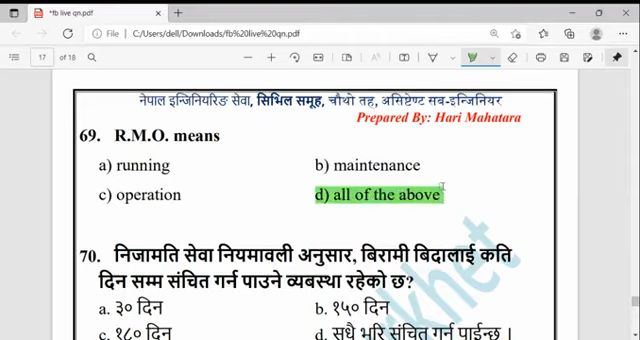 *fb live qn.pdf
File | C:/Users/dell/Downloads/fb%20live%20qn.pdf
17 of 18
नेपाल इन्जिनियरिङ सेवा, सिभिल समूह, चौथो तह, असिष्टेण्ट सब-इन्जिनियर
Prepared By: Hari Mahatara
69. R.M.O. means
a) running b) maintenance
c) operation d) all of the above
70. निजामति सेवा नियमावली अनुसार, बिरामी बिदालाई कति
दिन सम्म संचित गर्न पाउने व्यबस्था रहेको छ?
a. ३० दिन b. १५० दिन
c. १८० दिन d. सधै भरि संचित गर्न पाईन्छ ।